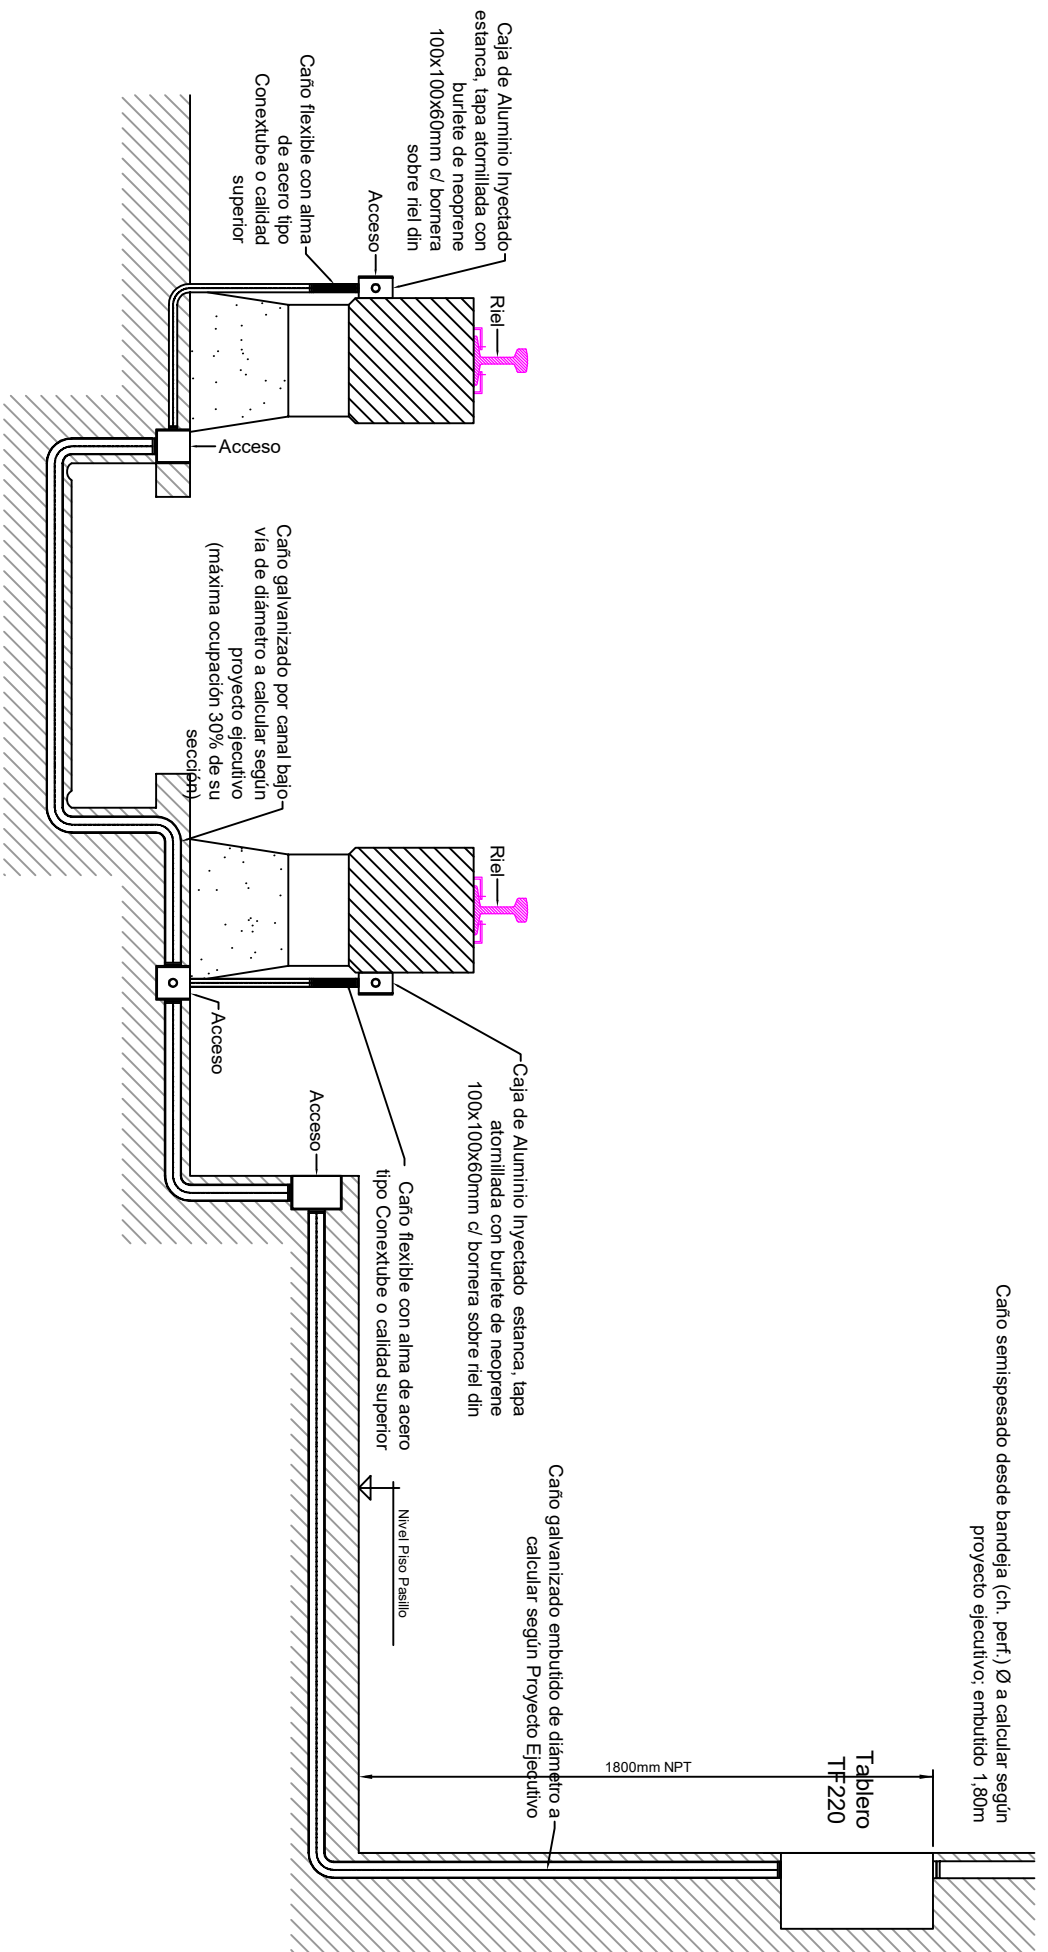 Caja de Aluminio Inyectado
estanca, tapa atornillada con
burlete de neoprene
100x100x60mm c/ bornera
sobre riel din
Acceso
Caño flexible con alma
de acero tipo
Conextube o calidad
superior
Riel
Acceso
Caño galvanizado por canal bajo
vía de diámetro a calcular según
proyecto ejecutivo
(máxima ocupación 30% de su
sección)
Riel
Acceso
Caja de Aluminio Inyectado estanca, tapa
atornillada con burlete de neoprene
100x100x60mm c/ bornera sobre riel din
Caño flexible con alma de acero
tipo Conextube o calidad superior
Acceso
Nivel Piso Pasillo
Caño galvanizado embutido de diámetro a
calcular según Proyecto Ejecutivo
Caño semispesado desde bandeja (ch. perf.) Ø a calcular según
proyecto ejecutivo; embutido 1,80m
Tablero
TF220
1800mm NPT